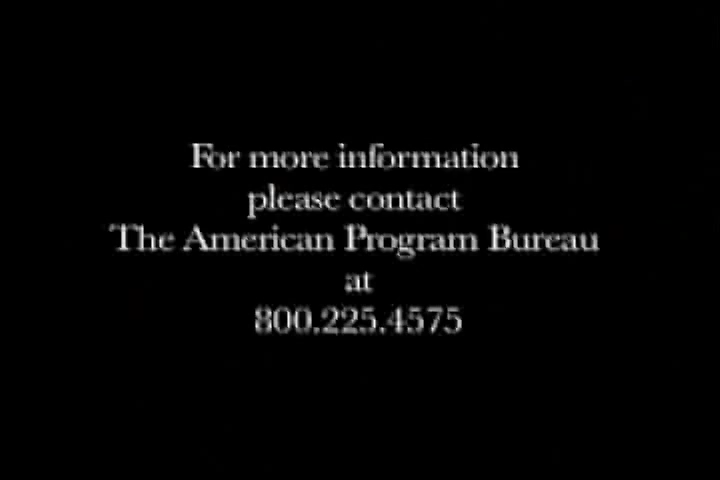 For more information
please contact
The American Program Bureau
at
800.225.4575